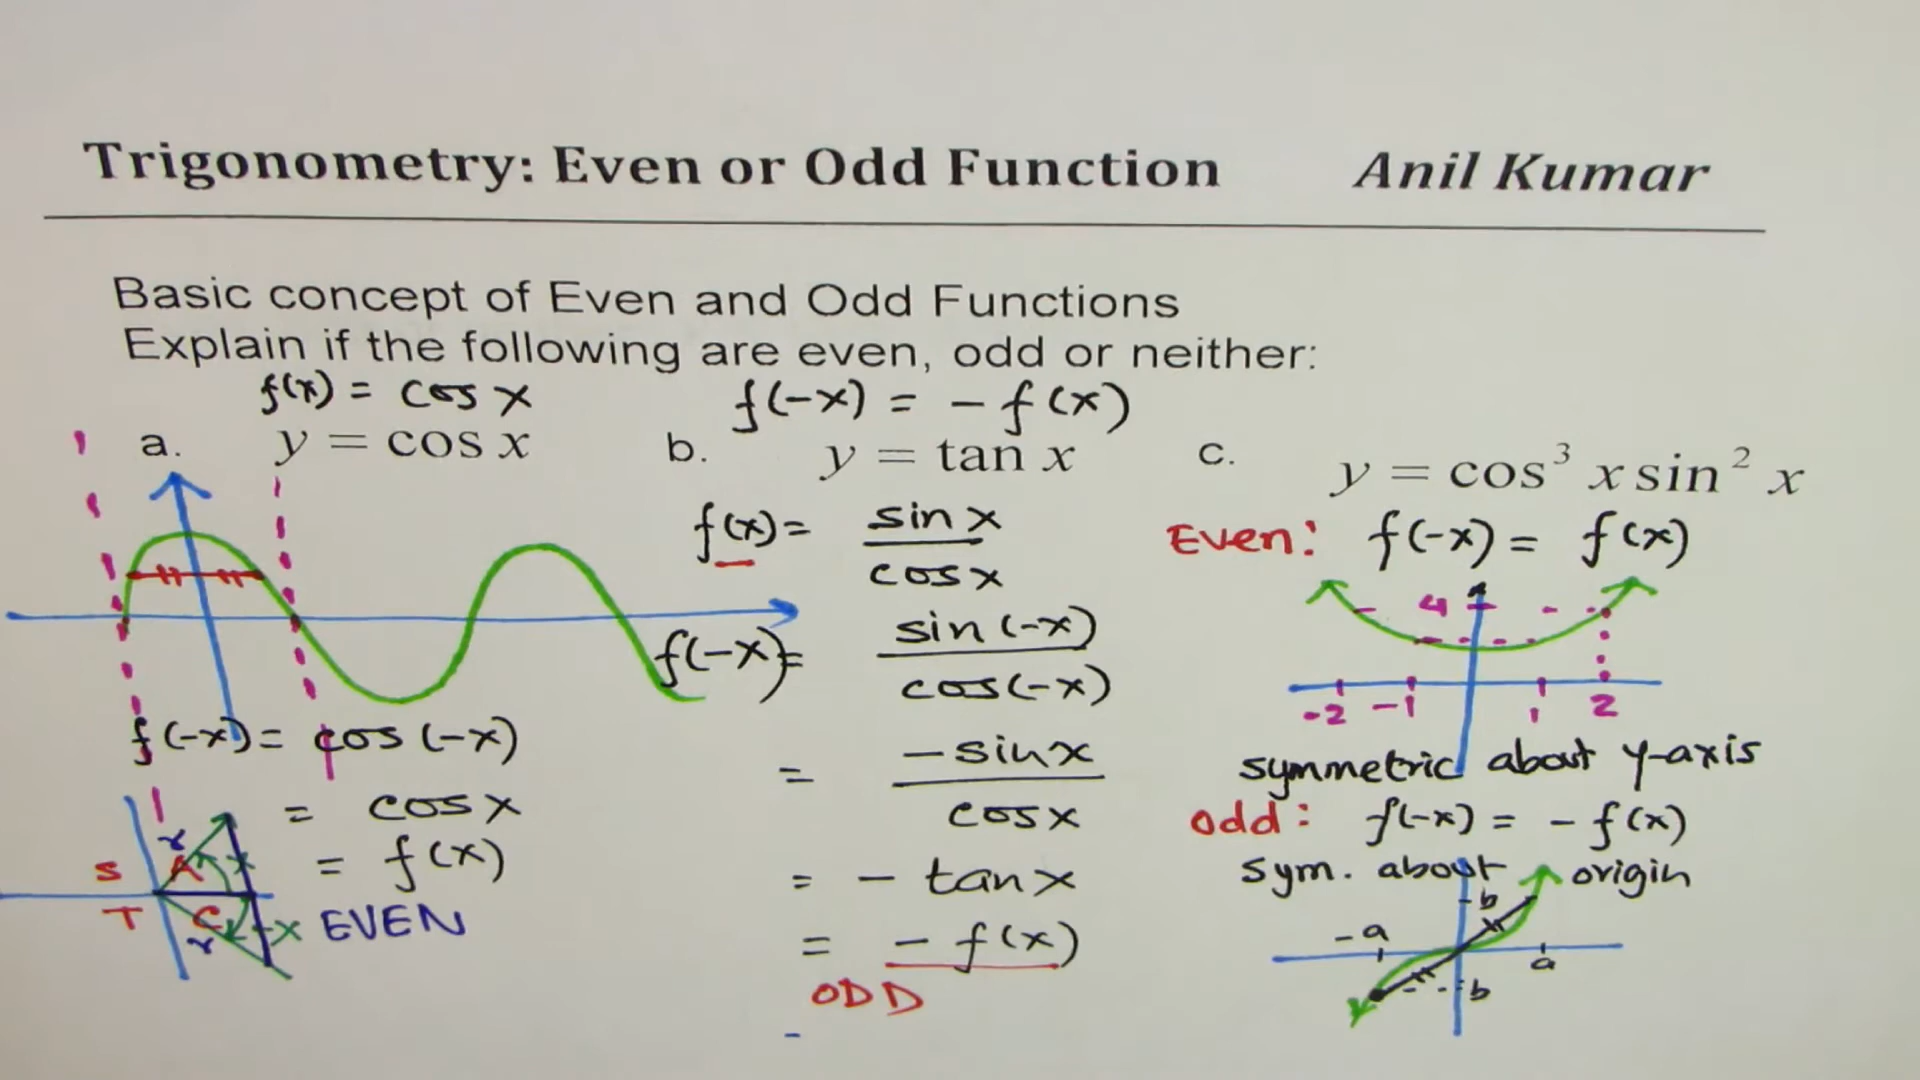 Trigonometry: Even or Odd Function Anil Kumar
Basic concept of Even and Odd Functions
Explain if the following are even, odd or neither:
f(x) = cos x
a. y = cos x
f(-x) = cos (-x)
= cos x
= f(x)
EVEN
S A
T C
r x
r -x
f(-x) = - f(x)
b. y = tan x
f(x) = sin x / cos x
f(-x) = sin (-x) / cos(-x)
= - sin x / cos x
= - tan x
= - f(x)
ODD
c. y = cos³ x sin² x
Even: f(-x) = f(x)
4
-2 -1 1 2
symmetric about y-axis
odd: f(-x) = - f(x)
sym. about origin
b
-a a
-b